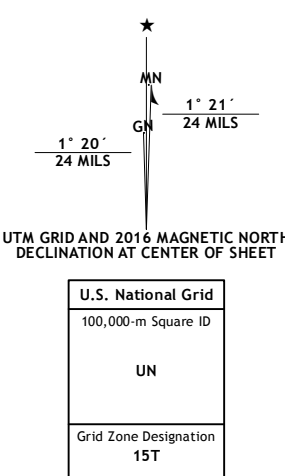 MN
1° 21´
24 MILS
GN
1° 20´
24 MILS
UTM GRID AND 2016 MAGNETIC NORTH
DECLINATION AT CENTER OF SHEET
U.S. National Grid
100,000-m Square ID
UN
Grid Zone Designation
15T